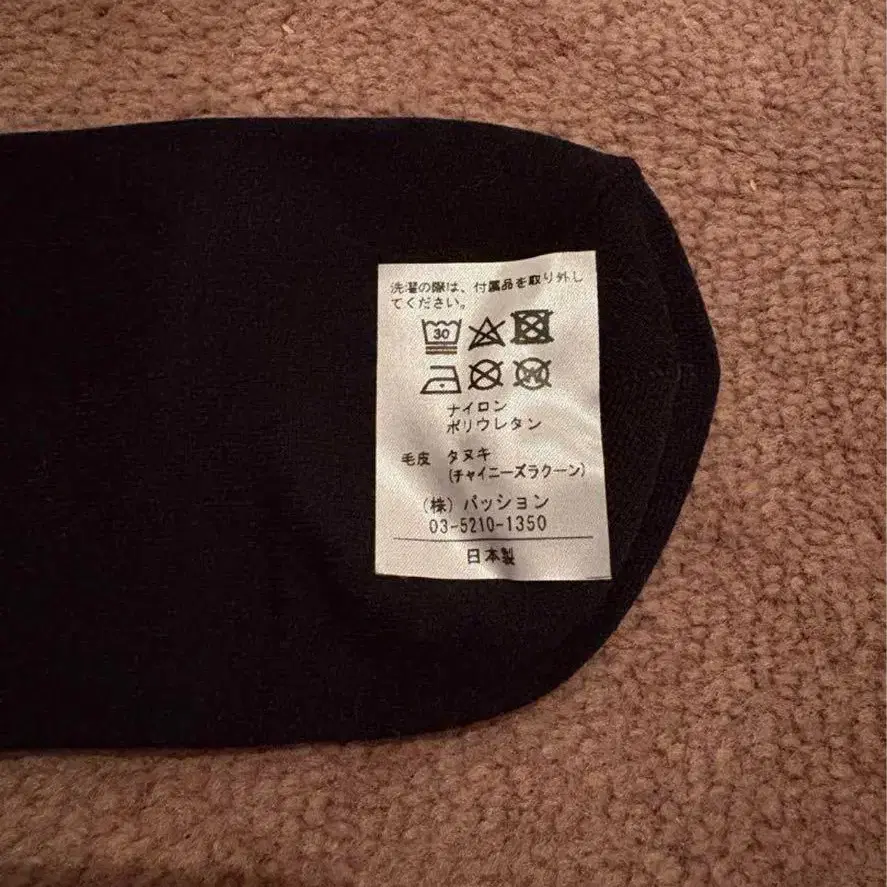 洗濯の際は、付属品を取り外し
てください。
30
W
ナイロン
ポリウレタン
毛皮 タヌキ
(チャイニーズラクーン)
(株) パッション
03-5210-1350
日本製